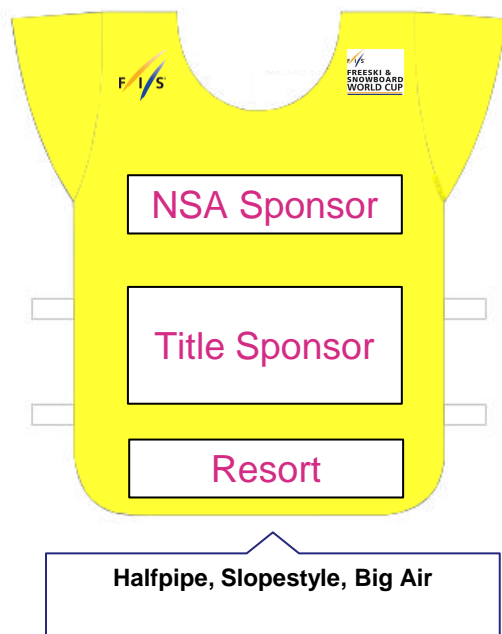 FIS
FIS
FREESKI &
SNOWBOARD
WORLD CUP
NSA Sponsor
Title Sponsor
Resort
Halfpipe, Slopestyle, Big Air